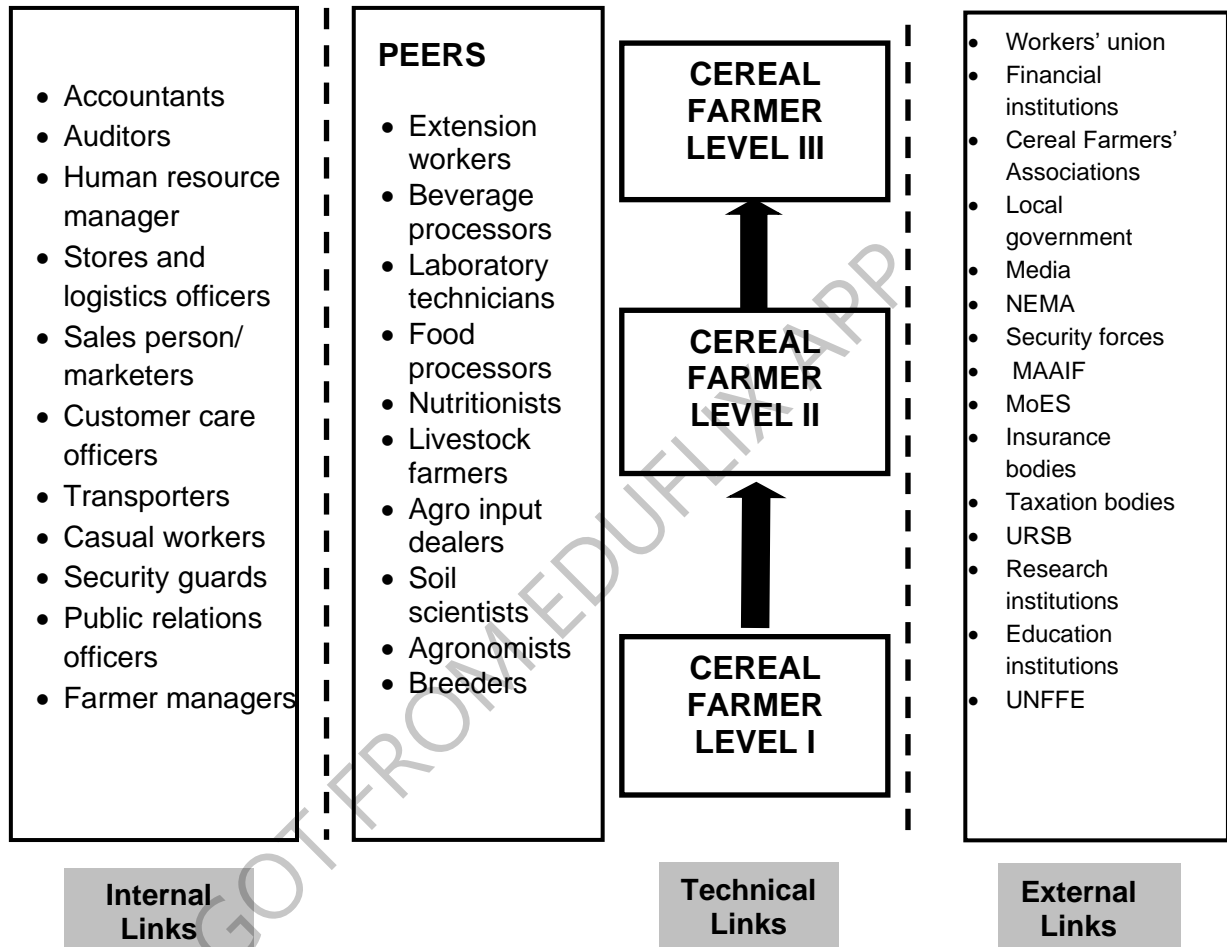 • Accountants
• Auditors
• Human resource
manager
• Stores and
logistics officers
• Sales person/
marketers
• Customer care
officers
• Transporters
• Casual workers
• Security guards
• Public relations
officers
• Farmer managers
PEERS
• Extension
workers
• Beverage
processors
• Laboratory
technicians
• Food
processors
• Nutritionists
• Livestock
farmers
• Agro input
dealers
• Soil
scientists
• Agronomists
• Breeders
CEREAL
FARMER
LEVEL III
CEREAL
FARMER
LEVEL II
CEREAL
FARMER
LEVEL I
• Workers’ union
• Financial
institutions
• Cereal Farmers’
Associations
• Local
government
• Media
• NEMA
• Security forces
• MAAIF
• MoES
• Insurance
bodies
• Taxation bodies
• URSB
• Research
institutions
• Education
institutions
• UNFFE
Internal
Links
Technical
Links
External
Links
GOT FROM EDUFLIX APP